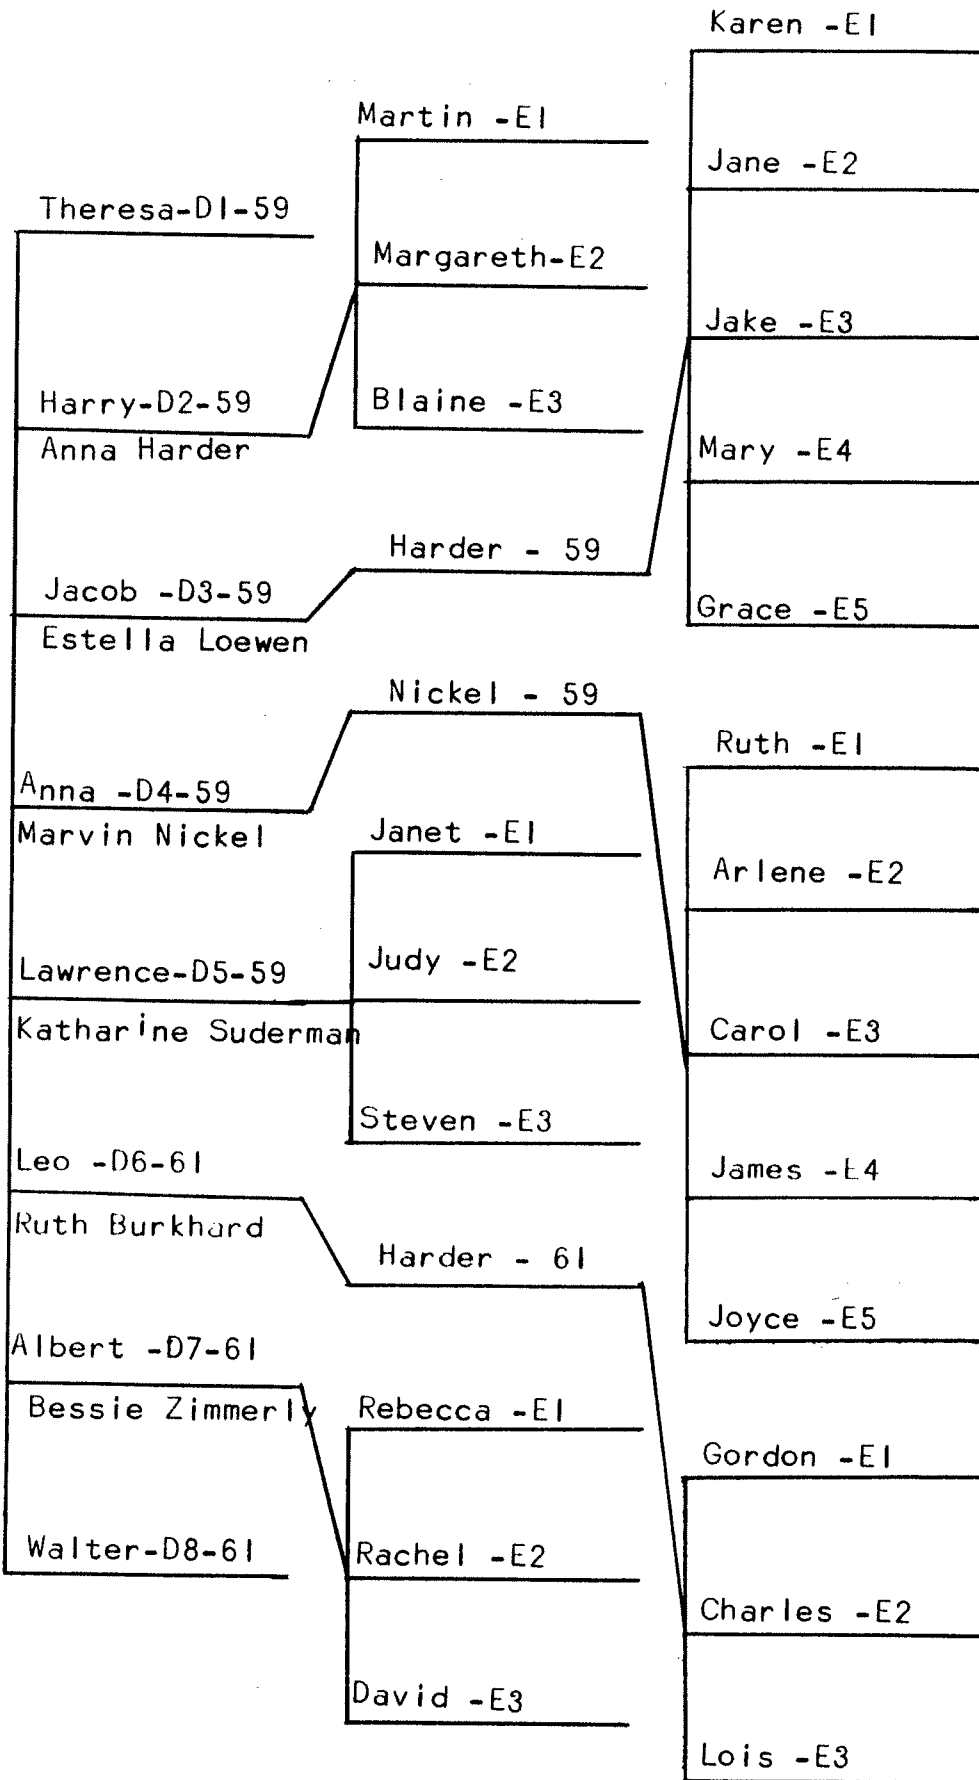 Theresa-D1-59
Harry-D2-59
Anna Harder
Jacob -D3-59
Estella Loewen
Anna -D4-59
Marvin Nickel
Lawrence-D5-59
Katharine Suderman
Leo -D6-61
Ruth Burkhard
Albert -D7-61
Bessie Zimmerly
Walter-D8-61
Martin -E1
Margareth-E2
Blaine -E3
Harder - 59
Nickel - 59
Janet -E1
Judy -E2
Steven -E3
Harder - 61
Rebecca -E1
Rachel -E2
David -E3
Karen -E1
Jane -E2
Jake -E3
Mary -E4
Grace -E5
Ruth -E1
Arlene -E2
Carol -E3
James -E4
Joyce -E5
Gordon -E1
Charles -E2
Lois -E3